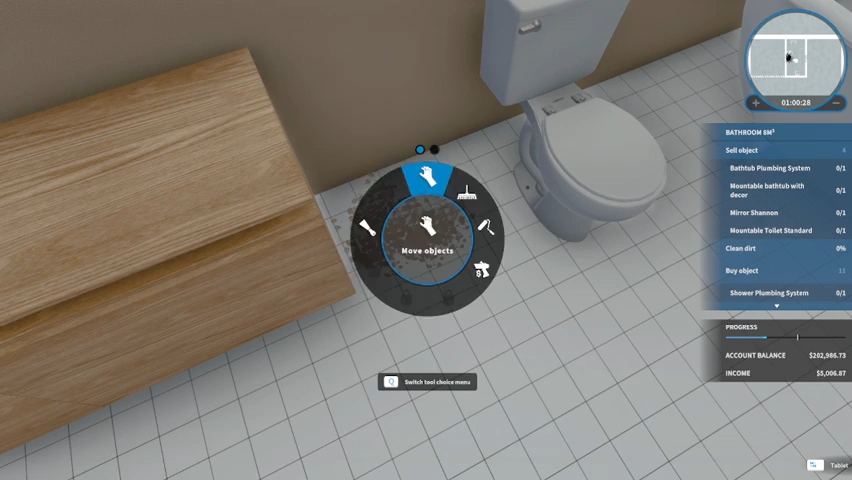 01:00:28
BATHROOM 8M²
Sell object 4
Bathtub Plumbing System 0/1
Mountable bathtub with
decor 0/1
Mirror Shannon 0/1
Mountable Toilet Standard 0/1
Clean dirt 0%
Buy object 11
Shower Plumbing System 0/1
PROGRESS
ACCOUNT BALANCE $202,986.73
INCOME $5,006.87
Move objects
Q Switch tool choice menu
Tablet